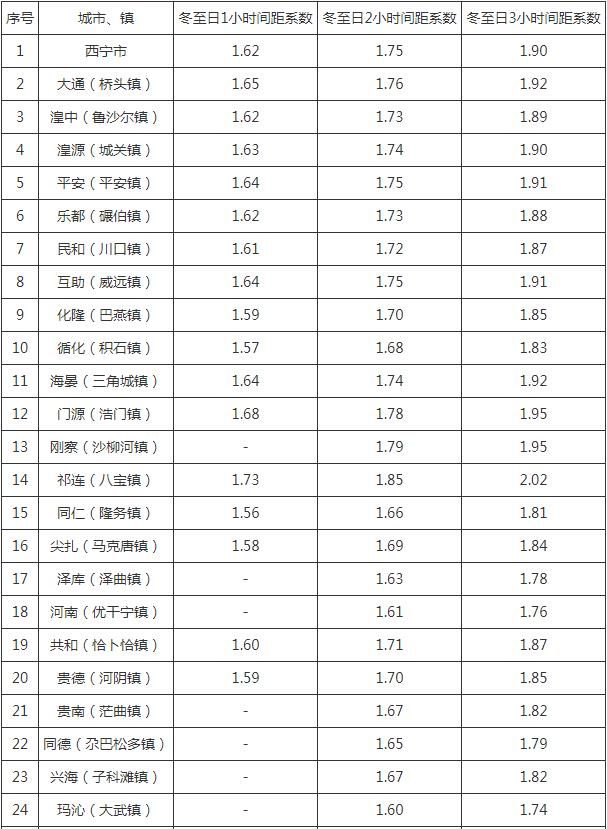 序号 城市、镇 冬至日1小时间距系数 冬至日2小时间距系数 冬至日3小时间距系数
1 西宁市 1.62 1.75 1.90
2 大通（桥头镇） 1.65 1.76 1.92
3 湟中（鲁沙尔镇） 1.62 1.73 1.89
4 湟源（城关镇） 1.63 1.74 1.90
5 平安（平安镇） 1.64 1.75 1.91
6 乐都（碾伯镇） 1.62 1.73 1.88
7 民和（川口镇） 1.61 1.72 1.87
8 互助（威远镇） 1.64 1.75 1.91
9 化隆（巴燕镇） 1.59 1.70 1.85
10 循化（积石镇） 1.57 1.68 1.83
11 海晏（三角城镇） 1.64 1.74 1.92
12 门源（浩门镇） 1.68 1.78 1.95
13 刚察（沙柳河镇） - 1.79 1.95
14 祁连（八宝镇） 1.73 1.85 2.02
15 同仁（隆务镇） 1.56 1.66 1.81
16 尖扎（马克唐镇） 1.58 1.69 1.84
17 泽库（泽曲镇） - 1.63 1.78
18 河南（优干宁镇） - 1.61 1.76
19 共和（恰卜恰镇） 1.60 1.71 1.87
20 贵德（河阴镇） 1.59 1.70 1.85
21 贵南（茫曲镇） - 1.67 1.82
22 同德（尕巴松多镇） - 1.65 1.79
23 兴海（子科滩镇） - 1.67 1.82
24 玛沁（大武镇） - 1.60 1.74